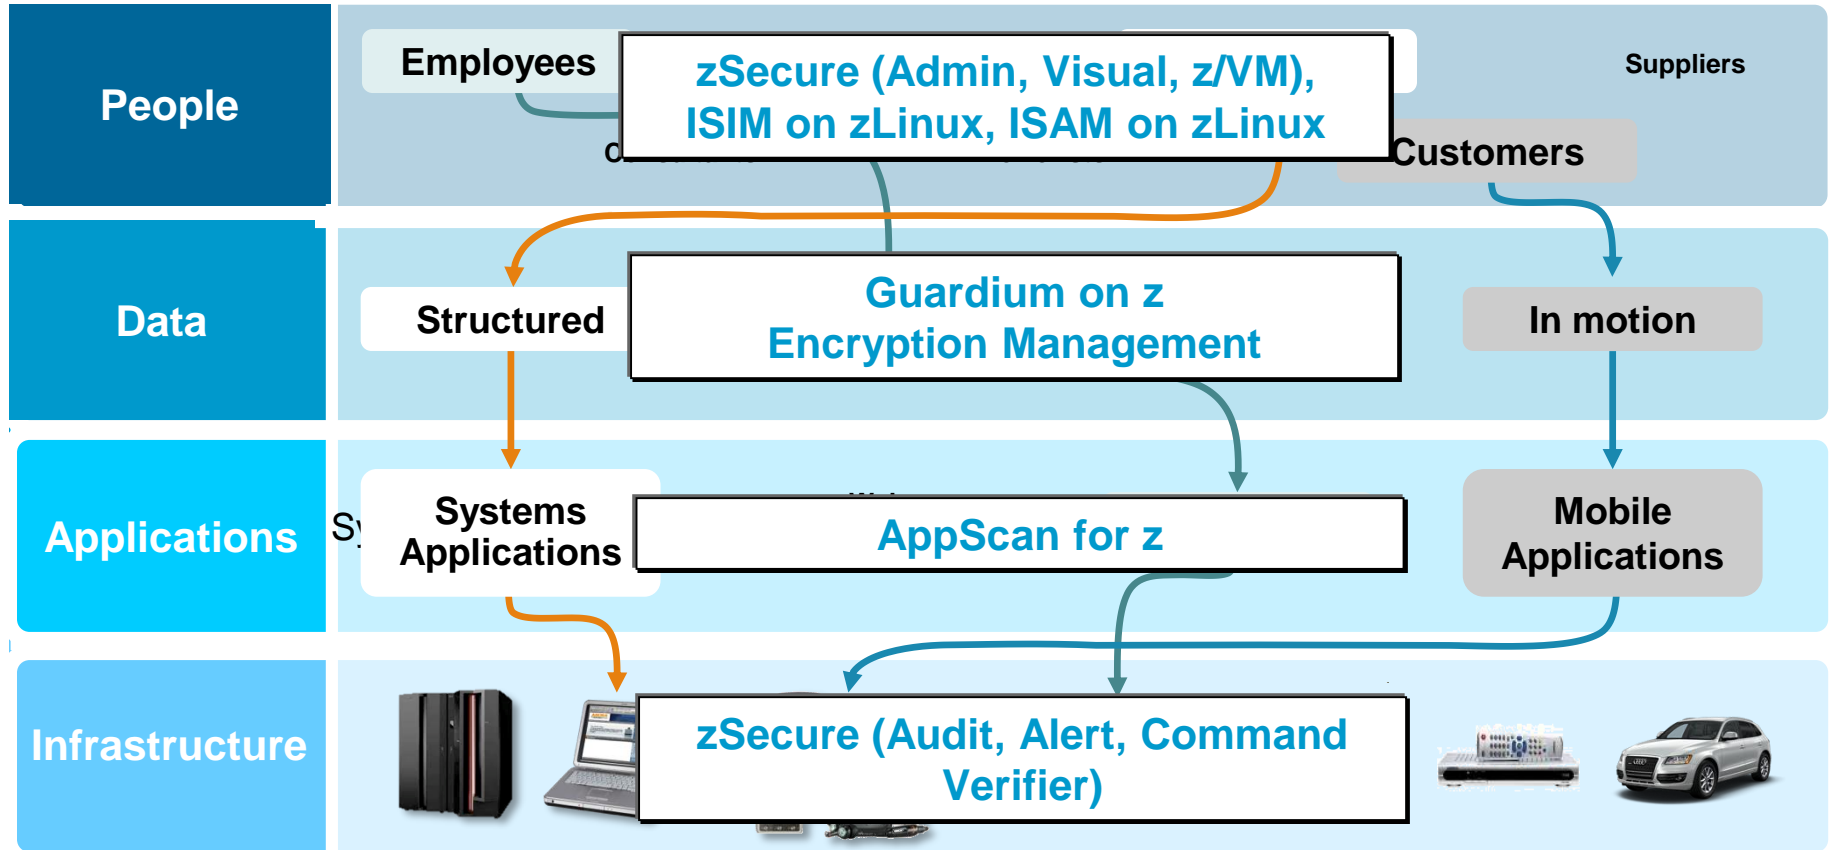 People
Employees
zSecure (Admin, Visual, z/VM),
ISIM on zLinux, ISAM on zLinux
Suppliers
Customers
Data
Structured
Guardium on z
Encryption Management
In motion
Applications
Systems
Applications
AppScan for z
Mobile
Applications
Infrastructure
zSecure (Audit, Alert, Command
Verifier)